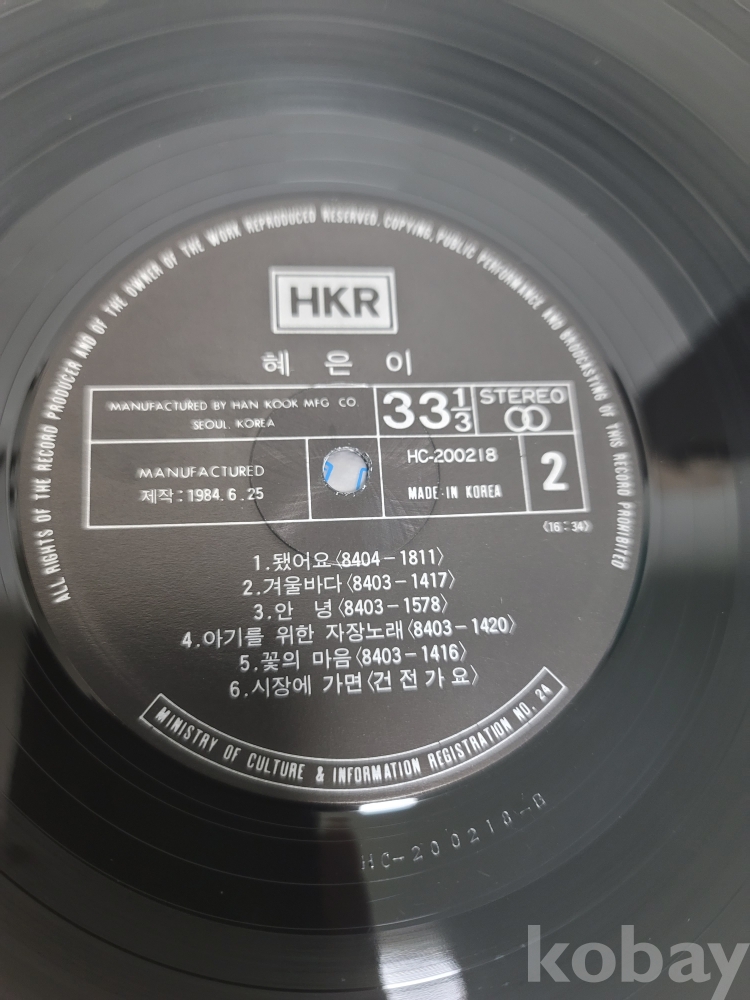 ALL RIGHTS OF THE RECORD PRODUCER AND OF THE OWNER OF THE WORK REPRODUCED RESERVED. COPYING, PUBLIC PERFORMANCE AND BROADCASTING OF THIS RECORD PROHIBITED
HKR
혜 은 이
MANUFACTURED BY HAN KOOK MFG CO.
SEOUL, KOREA
33 1/3
STEREO
MANUFACTURED
제작 : 1984. 6. 25
HC-200218
MADE-IN KOREA
2
〈16 : 34〉
1. 됐어요〈8404-1811〉
2. 겨울바다〈8403-1417〉
3. 안 녕〈8403-1578〉
4. 아기를 위한 자장노래〈8403-1420〉
5. 꽃의 마음〈8403-1416〉
6. 시장에 가면〈건전가요〉
MINISTRY OF CULTURE & INFORMATION REGISTRATION NO. 24
HC-200218-B
kobay